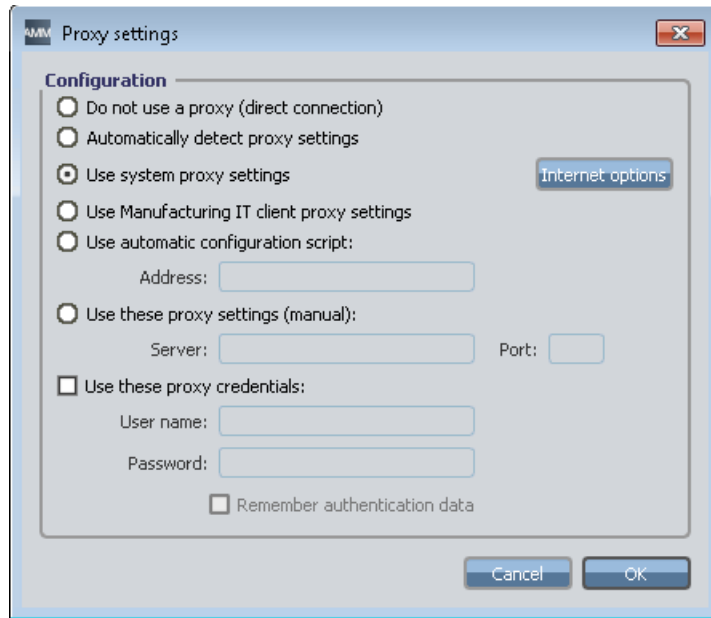 AMM Proxy settings
Configuration
Do not use a proxy (direct connection)
Automatically detect proxy settings
Use system proxy settings Internet options
Use Manufacturing IT client proxy settings
Use automatic configuration script:
Address:
Use these proxy settings (manual):
Server: Port:
Use these proxy credentials:
User name:
Password:
Remember authentication data
Cancel OK